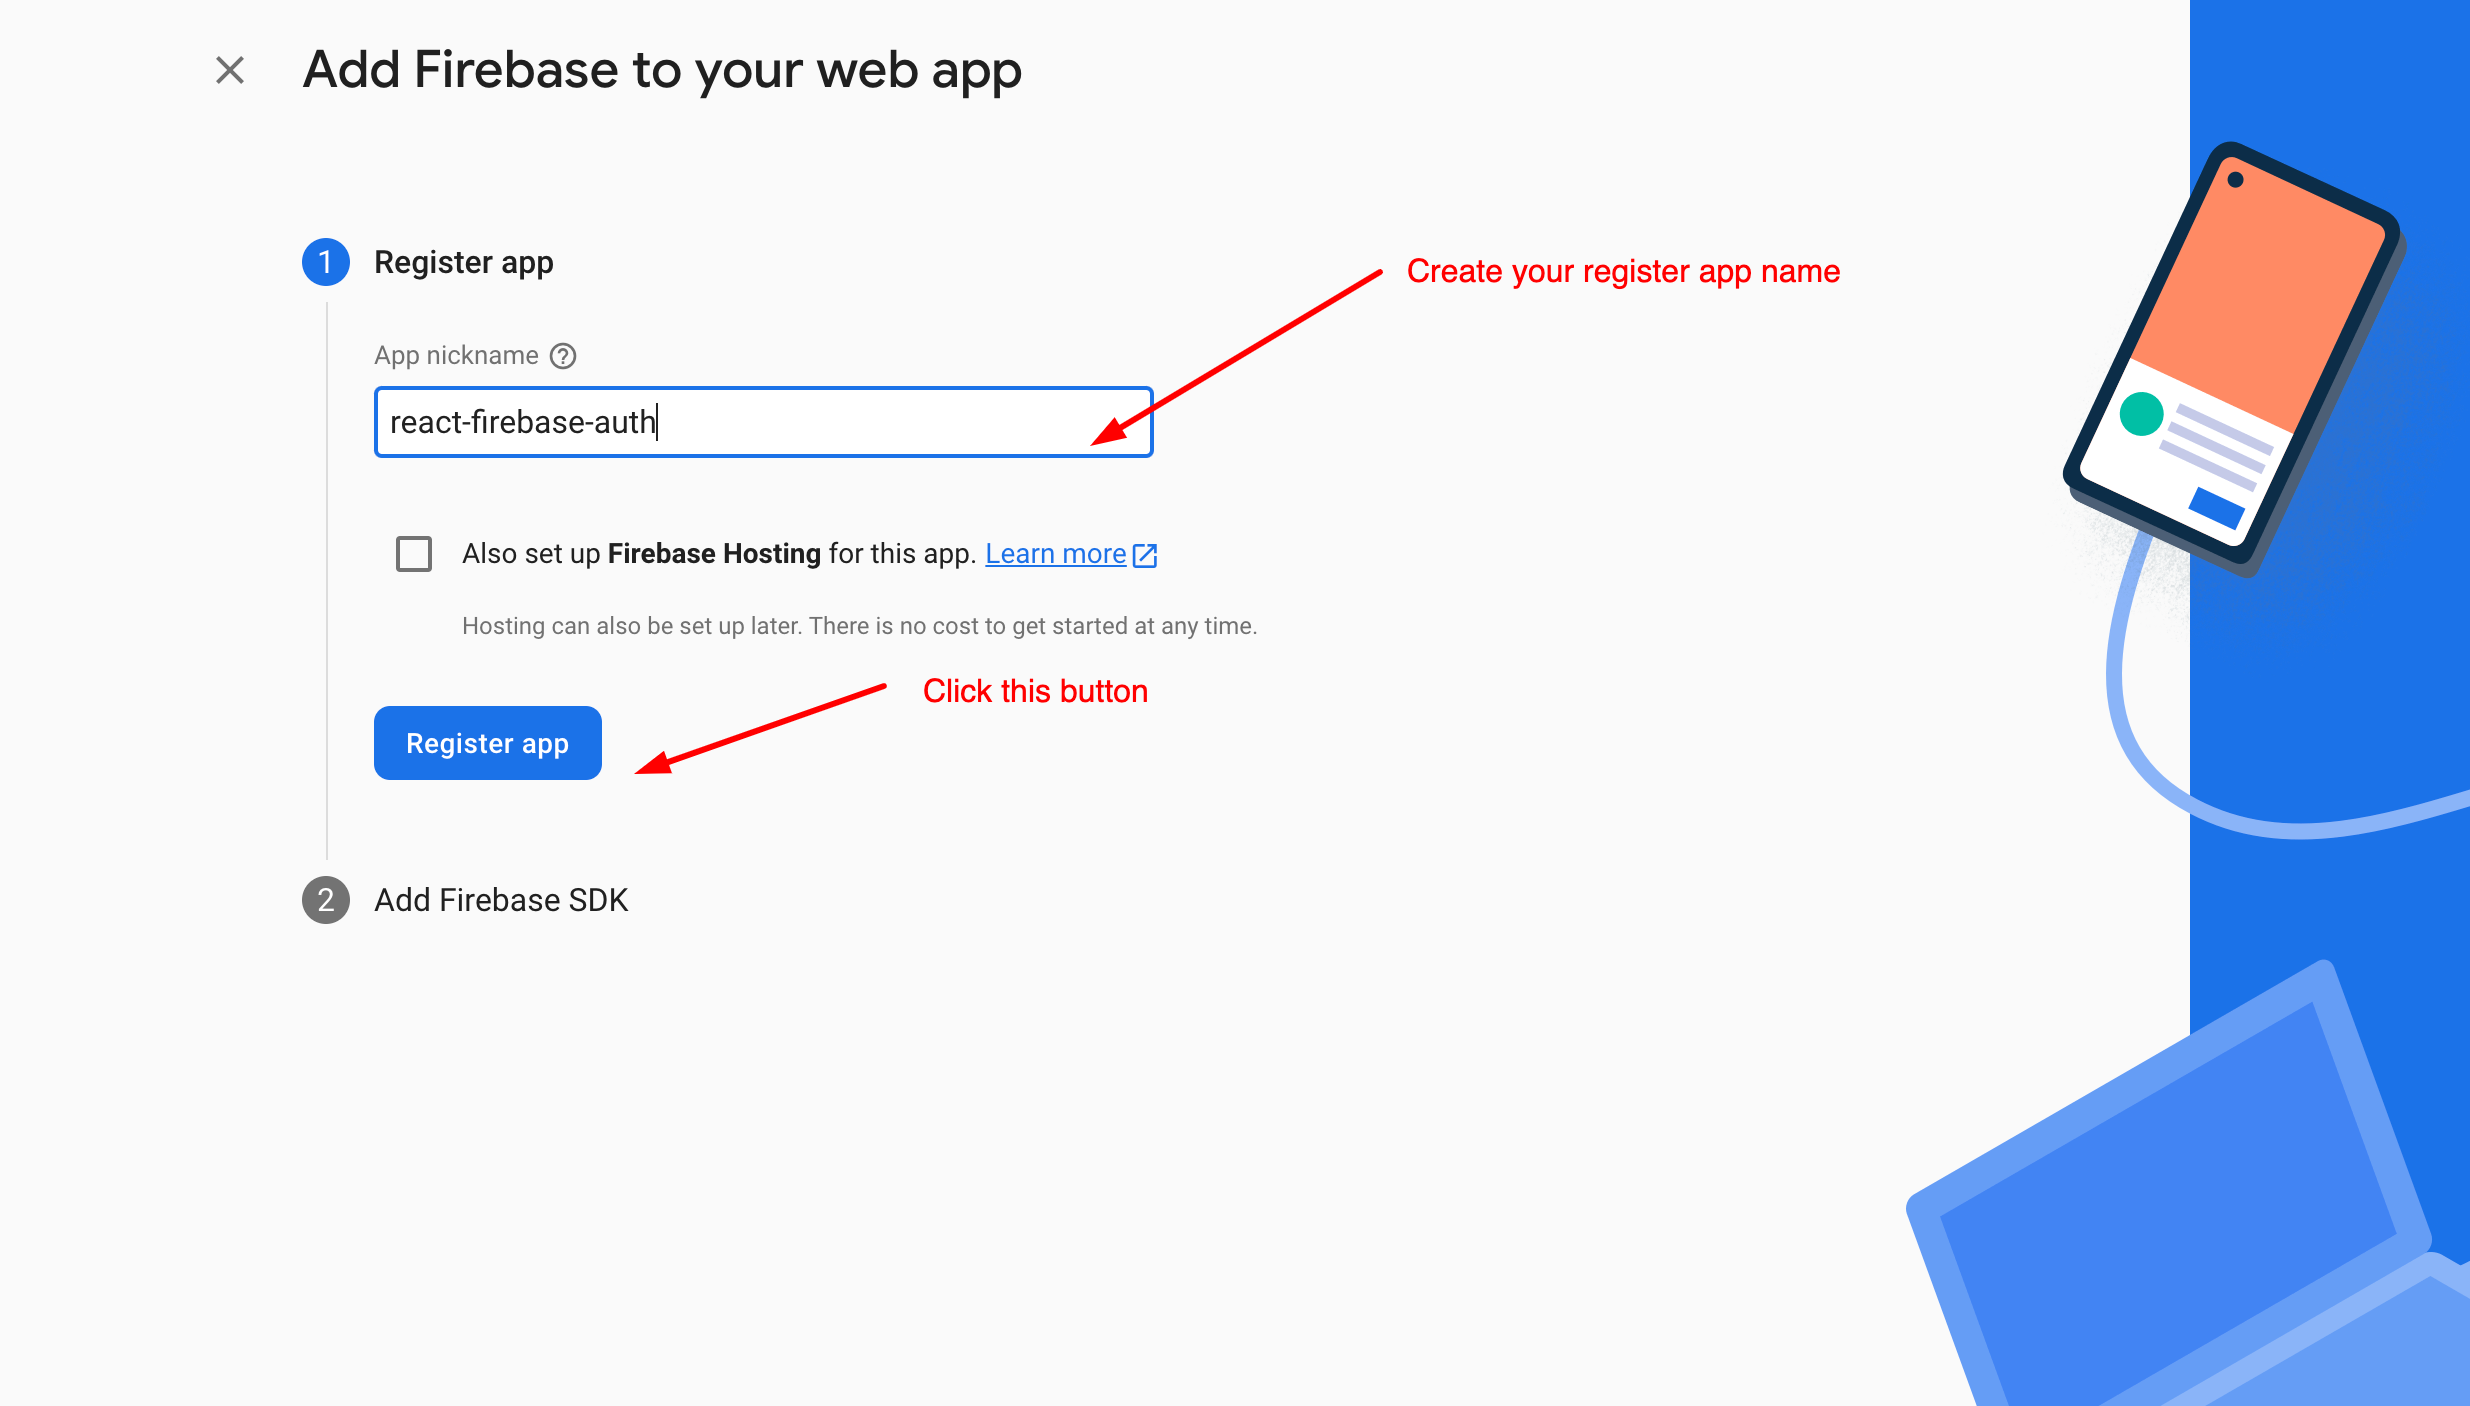 Add Firebase to your web app
1 Register app
Create your register app name
App nickname
react-firebase-auth
Also set up Firebase Hosting for this app. Learn more
Hosting can also be set up later. There is no cost to get started at any time.
Click this button
Register app
2 Add Firebase SDK